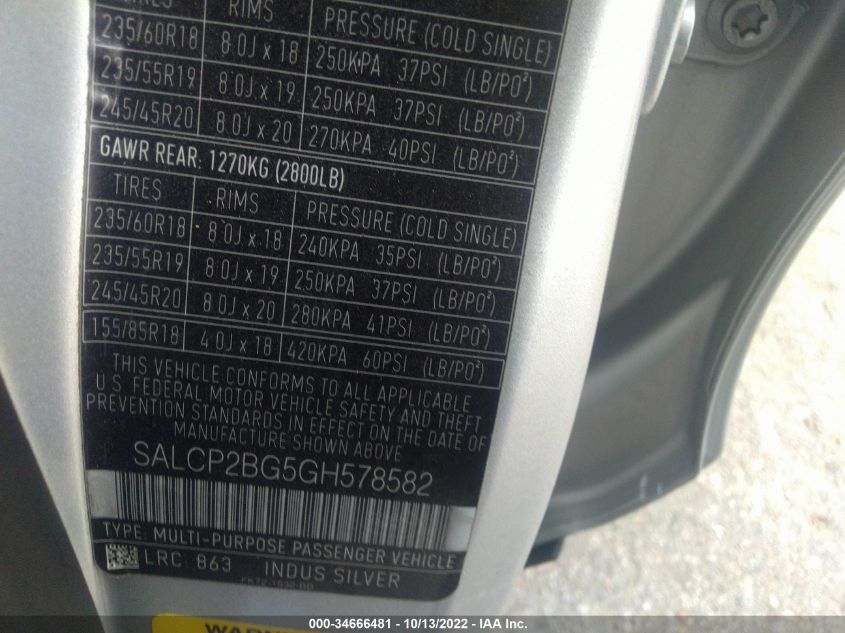 TIRES RIMS PRESSURE (COLD SINGLE)
235/60R18 8.0J x 18 250KPA 37PSI (LB/PO²)
235/55R19 8.0J x 19 250KPA 37PSI (LB/PO²)
245/45R20 8.0J x 20 270KPA 40PSI (LB/PO²)
GAWR REAR: 1270KG (2800LB)
TIRES RIMS PRESSURE (COLD SINGLE)
235/60R18 8.0J x 18 240KPA 35PSI (LB/PO²)
235/55R19 8.0J x 19 250KPA 37PSI (LB/PO²)
245/45R20 8.0J x 20 280KPA 41PSI (LB/PO²)
155/85R18 4.0J x 18 420KPA 60PSI (LB/PO²)
THIS VEHICLE CONFORMS TO ALL APPLICABLE
U.S. FEDERAL MOTOR VEHICLE SAFETY AND THEFT
PREVENTION STANDARDS IN EFFECT ON THE DATE OF
MANUFACTURE SHOWN ABOVE
SALCP2BG5GH578582
TYPE: MULTI-PURPOSE PASSENGER VEHICLE
LRC: 863 INDUS SILVER
000-34666481 - 10/13/2022 - IAA Inc.